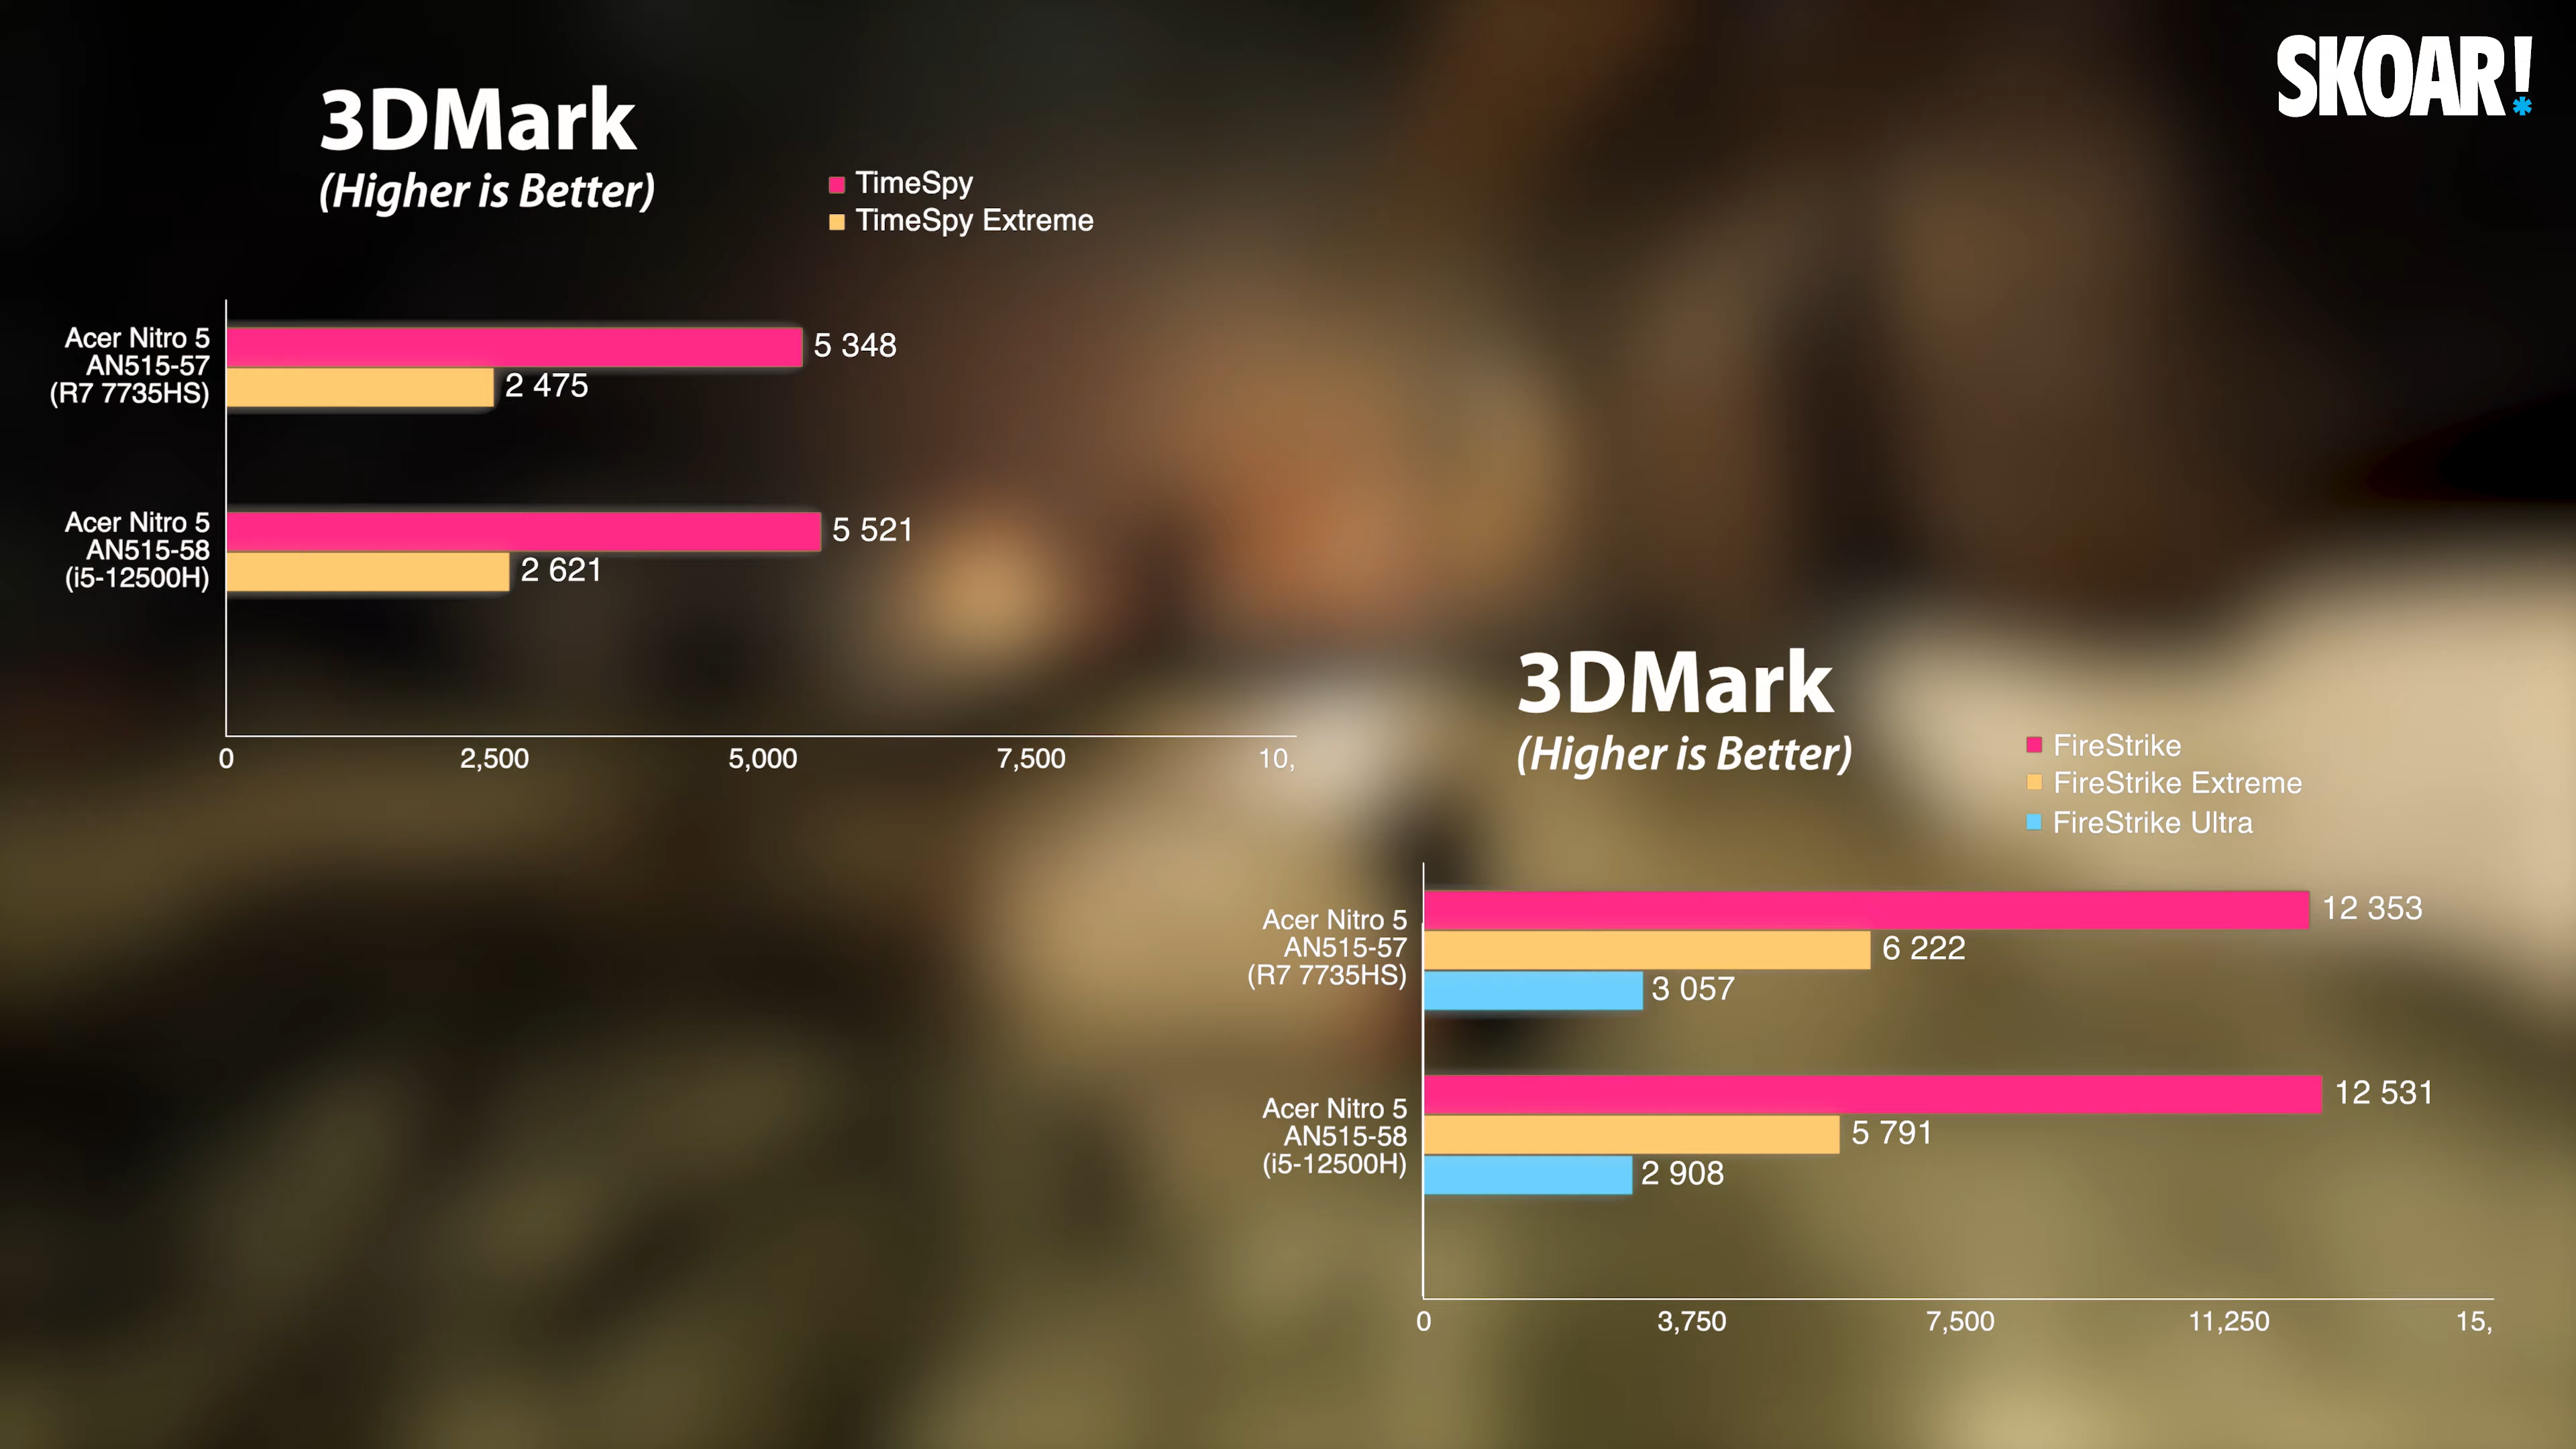 SKOAR!
3DMark
(Higher is Better)
TimeSpy
TimeSpy Extreme
Acer Nitro 5
AN515-57
(R7 7735HS)
5 348
2 475
Acer Nitro 5
AN515-58
(i5-12500H)
5 521
2 621
0 2,500 5,000 7,500 10,
3DMark
(Higher is Better)
FireStrike
FireStrike Extreme
FireStrike Ultra
Acer Nitro 5
AN515-57
(R7 7735HS)
12 353
6 222
3 057
Acer Nitro 5
AN515-58
(i5-12500H)
12 531
5 791
2 908
0 3,750 7,500 11,250 15,